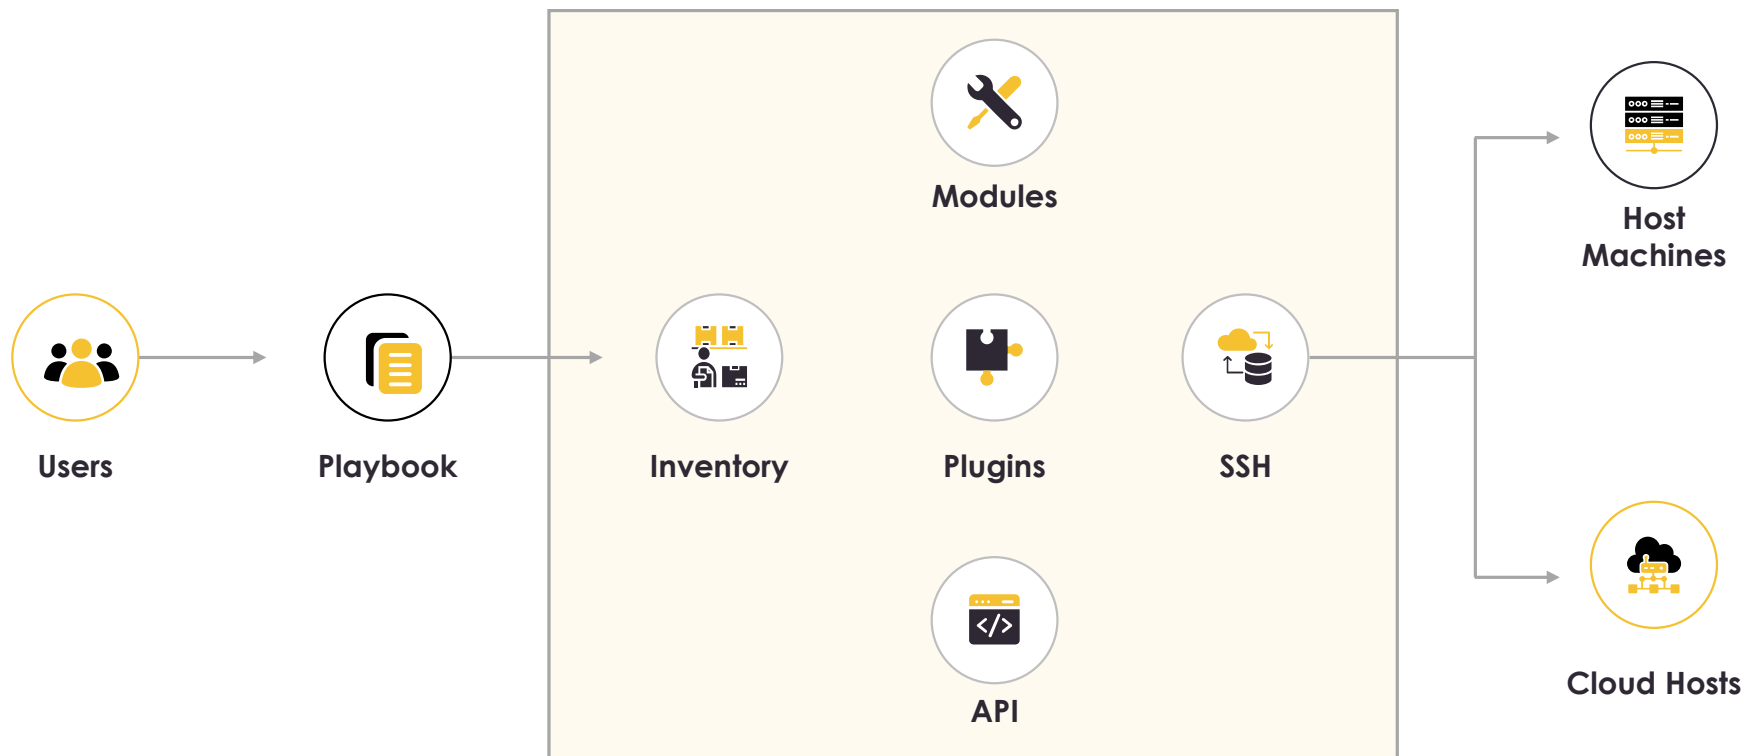 Modules
Host
Machines
Users
Playbook
Inventory
Plugins
SSH
Cloud Hosts
API